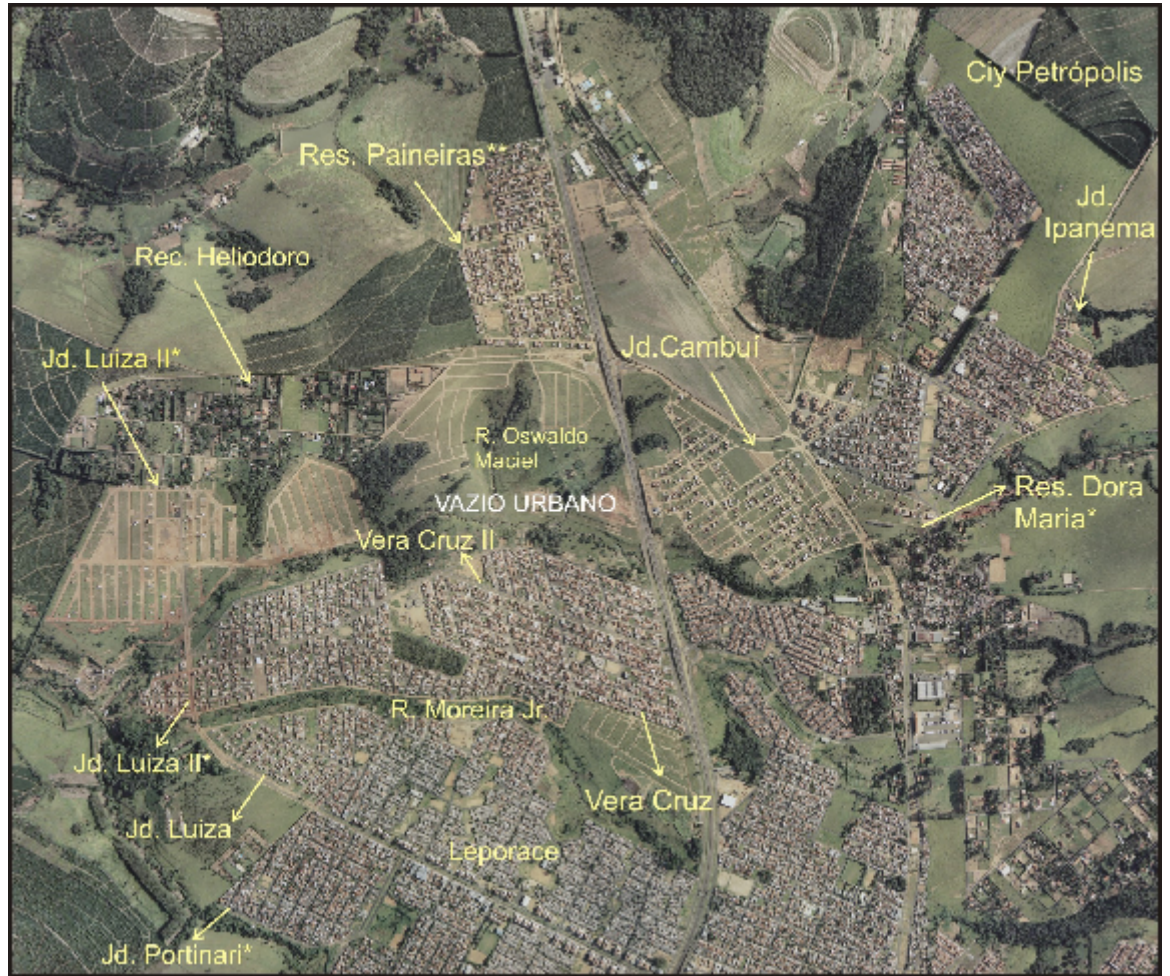 Ciy Petrópolis
Res. Paineiras**
Jd.
Ipanema
Rec. Heliodoro
Jd. Luiza II*
Jd.Cambuí
R. Oswaldo
Maciel
VAZIO URBANO
Res. Dora
Maria*
Vera Cruz II
R. Moreira Jr.
Jd. Luiza II*
Vera Cruz
Jd. Luiza
Leporace
Jd. Portinari*